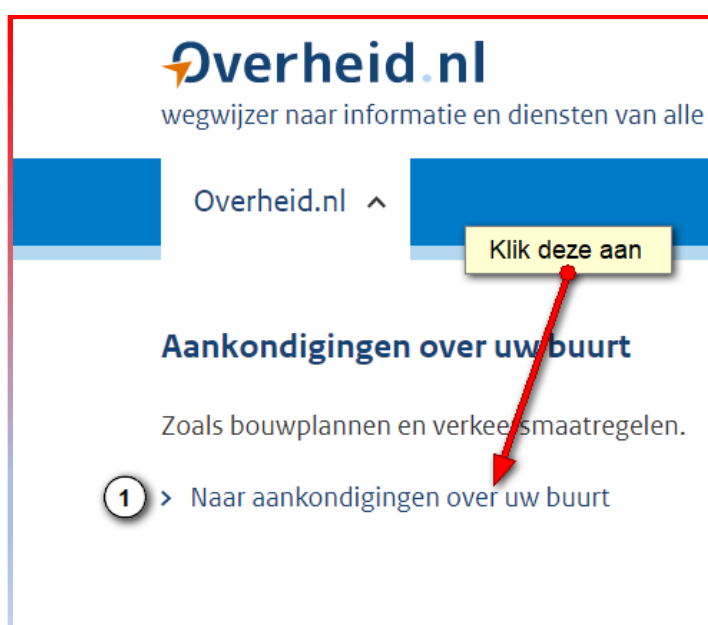 Overheid.nl
wegwijzer naar informatie en diensten van alle
Overheid.nl
Klik deze aan
Aankondigingen over uw buurt
Zoals bouwplannen en verkeersmaatregelen.
1 > Naar aankondigingen over uw buurt